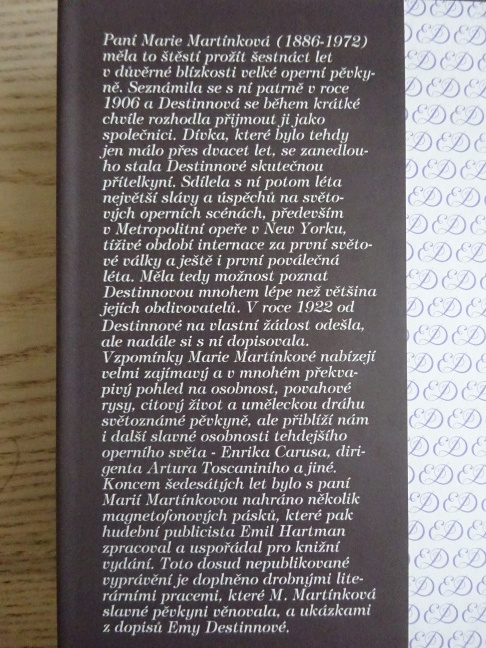 Paní Marie Martínková (1886-1972)
měla to štěstí prožít šestnáct let
v důvěrné blízkosti velké operní pěvky-
ně. Seznámila se s ní patrně v roce
1906 a Destinnová se během krátké
chvíle rozhodla přijmout ji jako
společnici. Dívka, které bylo tehdy
jen málo přes dvacet let, se zanedlou-
ho stala Destinnové skutečnou
přítelkyní. Sdílela s ní potom léta
největší slávy a úspěchů na světo-
vých operních scénách, především
v Metropolitní opeře v New Yorku,
tíživé období internace za první světo-
vé války a ještě i první poválečná
léta. Měla tedy možnost poznat
Destinnovou mnohem lépe než většina
jejích obdivovatelů. V roce 1922 od
Destinnové na vlastní žádost odešla,
ale nadále si s ní dopisovala.
Vzpomínky Marie Martínkové nabízejí
velmi zajímavý a v mnohém překva-
pivý pohled na osobnost, povahové
rysy, citový život a uměleckou dráhu
světoznámé pěvkyně, ale přiblíží nám
i další slavné osobnosti tehdejšího
operního světa - Enrika Carusa, diri-
genta Artura Toscaniniho a jiné.
Koncem šedesátých let bylo s paní
Marií Martínkovou nahráno několik
magnetofonových pásků, které pak
hudební publicista Emil Hartman
zpracoval a uspořádal pro knižní
vydání. Toto dosud nepublikované
vyprávění je doplněno drobnými lite-
rárními pracemi, které M. Martínková
slavné pěvkyni věnovala, a ukázkami
z dopisů Emy Destinnové.